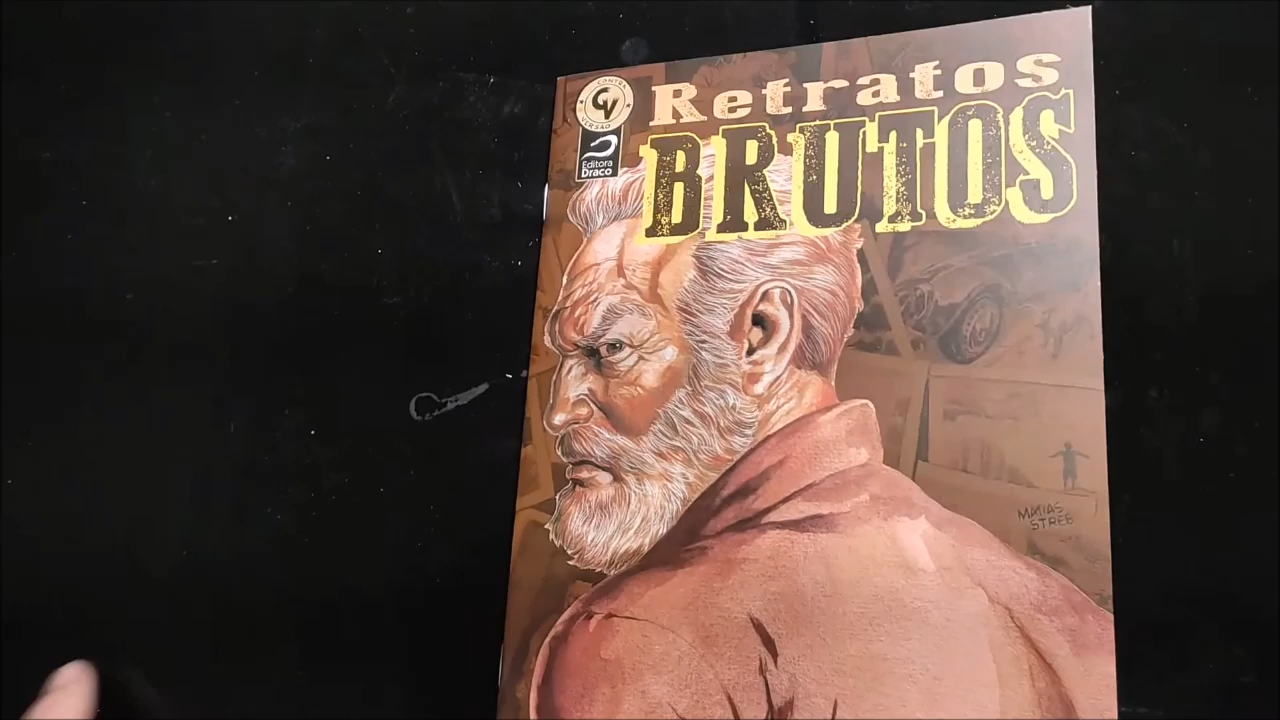 Retratos
BRUTOS
CONTRA
CV
VERSÃO
Editora
Draco
MATIAS
STREB